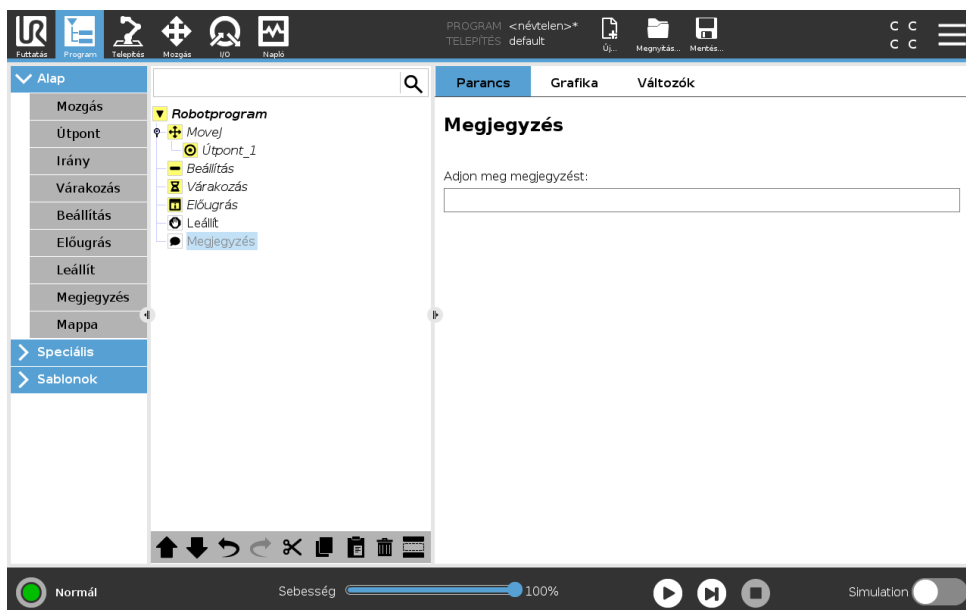 PROGRAM <névtelen>*
TELEPÍTÉS default
Futtatás Program Telepítés Mozgás I/O Napló Új... Megnyitás... Mentés...
C C
C C
Alap
Mozgás
Útpont
Irány
Várakozás
Beállítás
Előugrás
Leállít
Megjegyzés
Mappa
Speciális
Sablonok
Robotprogram
MoveJ
Útpont_1
Beállítás
Várakozás
Előugrás
Leállít
Megjegyzés
Parancs Grafika Változók
Megjegyzés
Adjon meg megjegyzést:
Normál Sebesség 100% Simulation